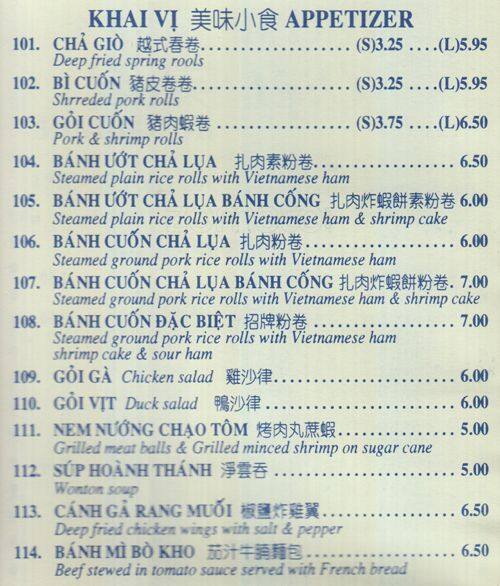 KHAI VỊ 美味小食 APPETIZER
101. CHẢ GIÒ 越式春卷 (S)3.25 ....(L)5.95
Deep fried spring rools
102. BÌ CUỐN 豬皮卷卷 (S)3.25 ....(L)5.95
Shrreded pork rolls
103. GỎI CUỐN 豬肉蝦卷 (S)3.75 ....(L)6.50
Pork & shrimp rolls
104. BÁNH ƯỚT CHẢ LỤA 扎肉素粉卷 6.50
Steamed plain rice rolls with Vietnamese ham
105. BÁNH ƯỚT CHẢ LỤA BÁNH CỐNG 扎肉炸蝦餅素粉卷 6.00
Steamed plain rice rolls with Vietnamese ham & shrimp cake
106. BÁNH CUỐN CHẢ LỤA 扎肉粉卷 6.00
Steamed ground pork rice rolls with Vietnamese ham
107. BÁNH CUỐN CHẢ LỤA BÁNH CỐNG 扎肉炸蝦餅粉卷. 7.00
Steamed ground pork rice rolls with Vietnamese ham & shrimp cake
108. BÁNH CUỐN ĐẶC BIỆT 招牌粉卷 7.00
Steamed ground pork rice rolls with Vietnamese ham
shrimp cake & sour ham
109. GỎI GÀ Chicken salad 雞沙律 6.00
110. GỎI VỊT Duck salad 鴨沙律 6.00
111. NEM NƯỚNG CHẠO TÔM 烤肉丸蔗蝦 5.00
Grilled meat balls & Grilled minced shrimp on sugar cane
112. SÚP HOÀNH THÁNH 淨雲吞 5.00
Wonton soup
113. CÁNH GÀ RANG MUỐI 椒鹽炸雞翼 6.50
Deep fried chicken wings with salt & pepper
114. BÁNH MÌ BÒ KHO 茄汁牛腩麵包 6.50
Beef stewed in tomato sauce served with French bread